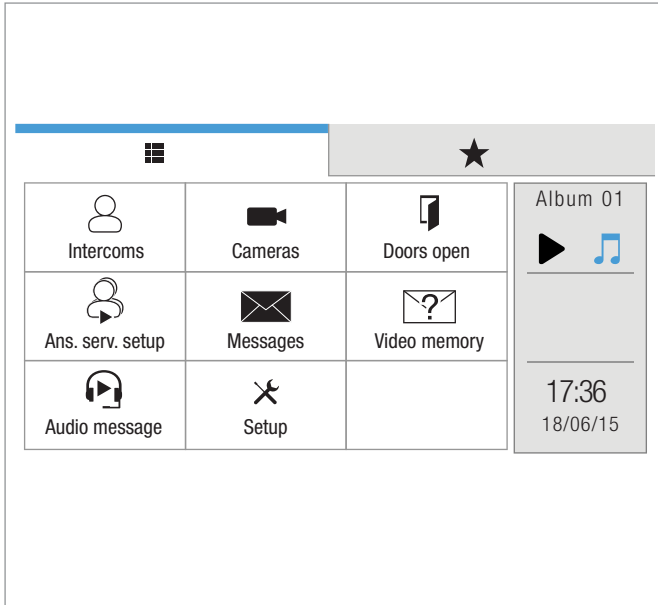 Album 01
Intercoms
Cameras
Doors open
Ans. serv. setup
Messages
Video memory
Audio message
Setup
17:36
18/06/15